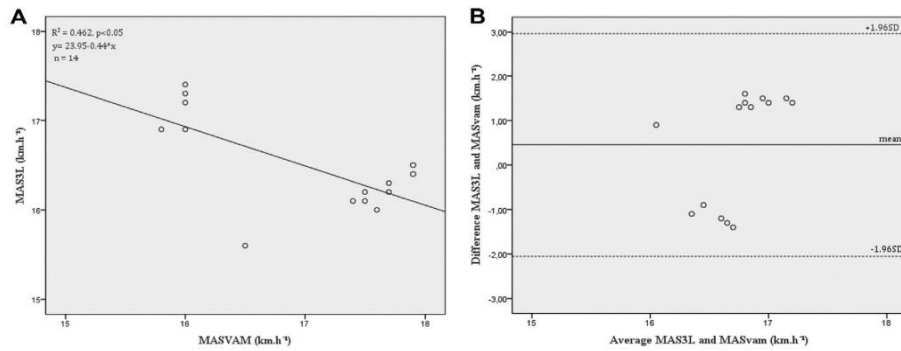 A
R² = 0.462, p<0.05
y= 23.95-0.44*x
n = 14
18
17
16
15
MAS3L (km.h⁻¹)
15
16
17
18
MASVAM (km.h⁻¹)
B
+1.96SD
mean
-1.96SD
3,00
2,00
1,00
,00
-1,00
-2,00
-3,00
Difference MAS3L and MASvam (km.h⁻¹)
15
16
17
18
Average MAS3L and MASvam (km.h⁻¹)